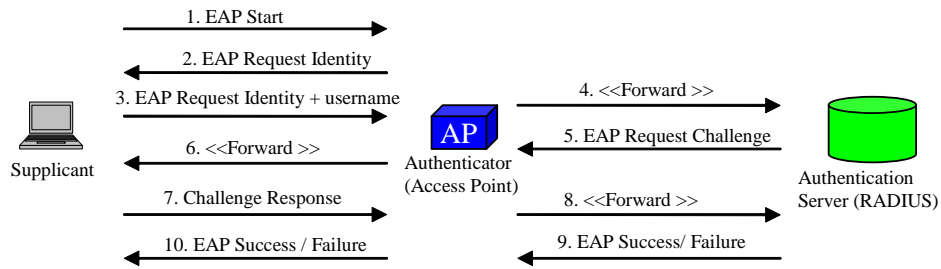 1. EAP Start
2. EAP Request Identity
3. EAP Request Identity + username
4. <<Forward >>
5. EAP Request Challenge
6. <<Forward >>
AP
Supplicant
Authenticator
(Access Point)
Authentication
Server (RADIUS)
7. Challenge Response
8. <<Forward >>
9. EAP Success/ Failure
10. EAP Success / Failure